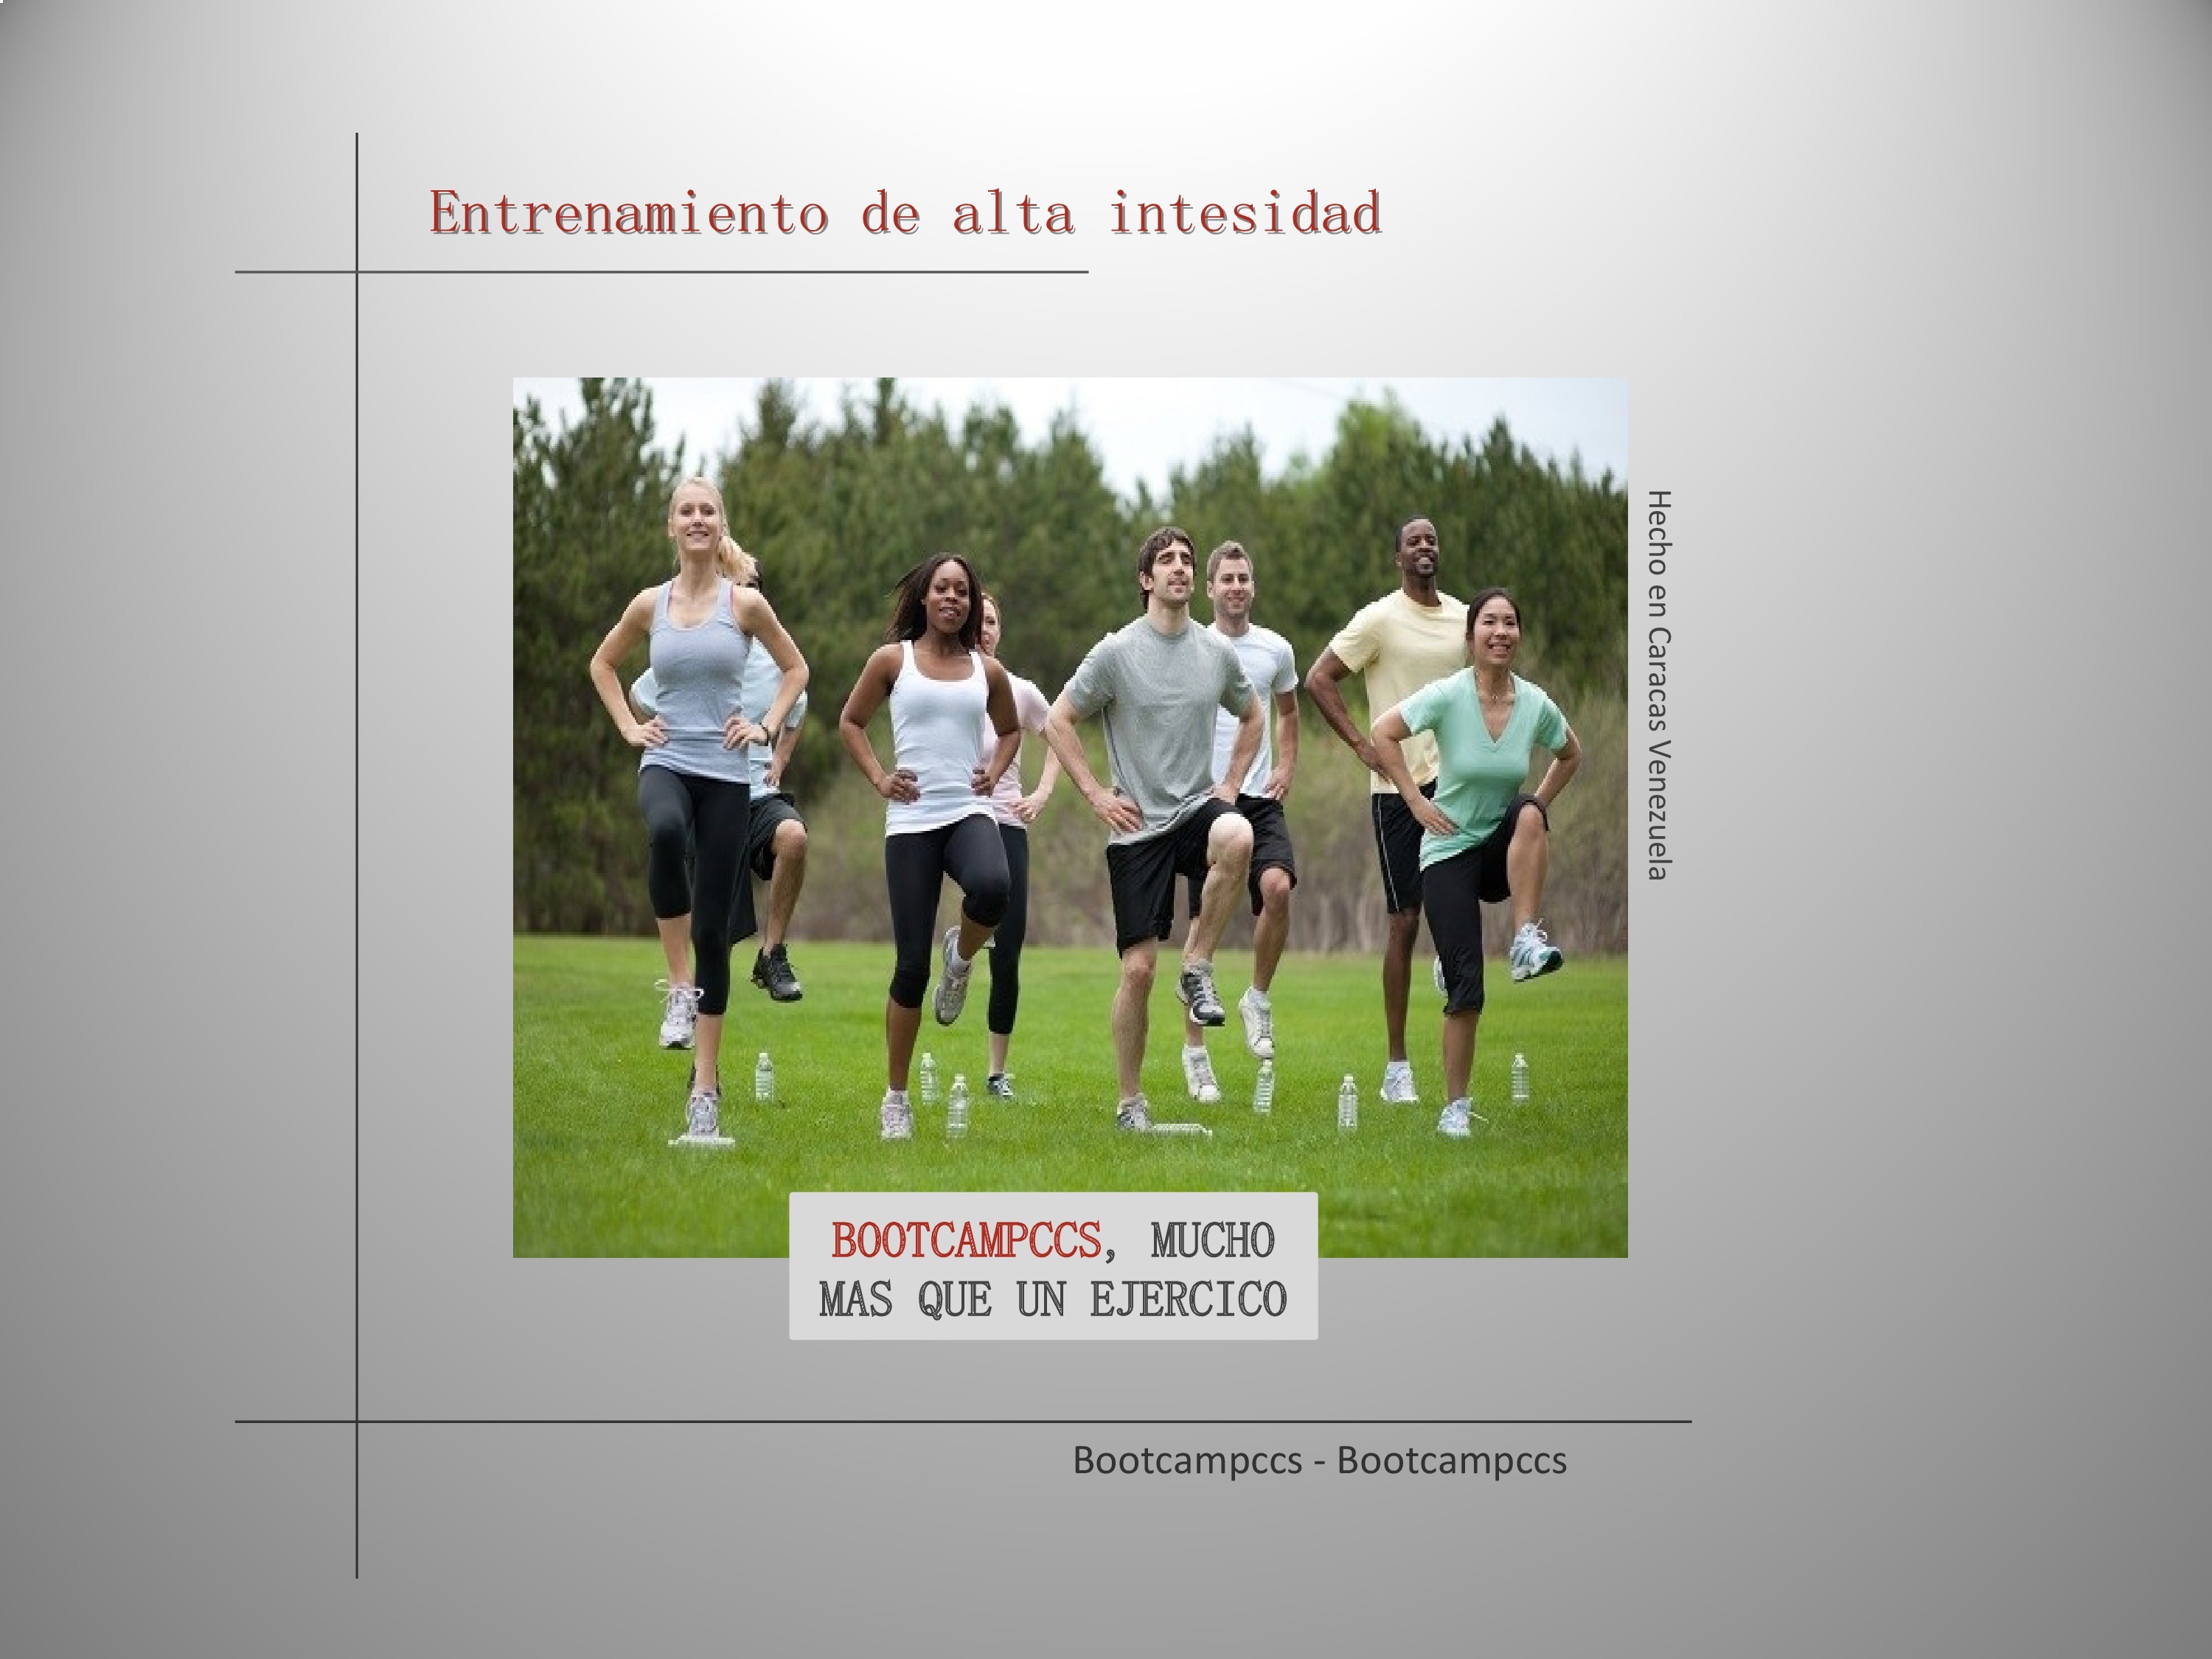 Entrenamiento de alta intesidad
Hecho en Caracas Venezuela
BOOTCAMPCCS, MUCHO
MAS QUE UN EJERCICO
Bootcampccs - Bootcampccs